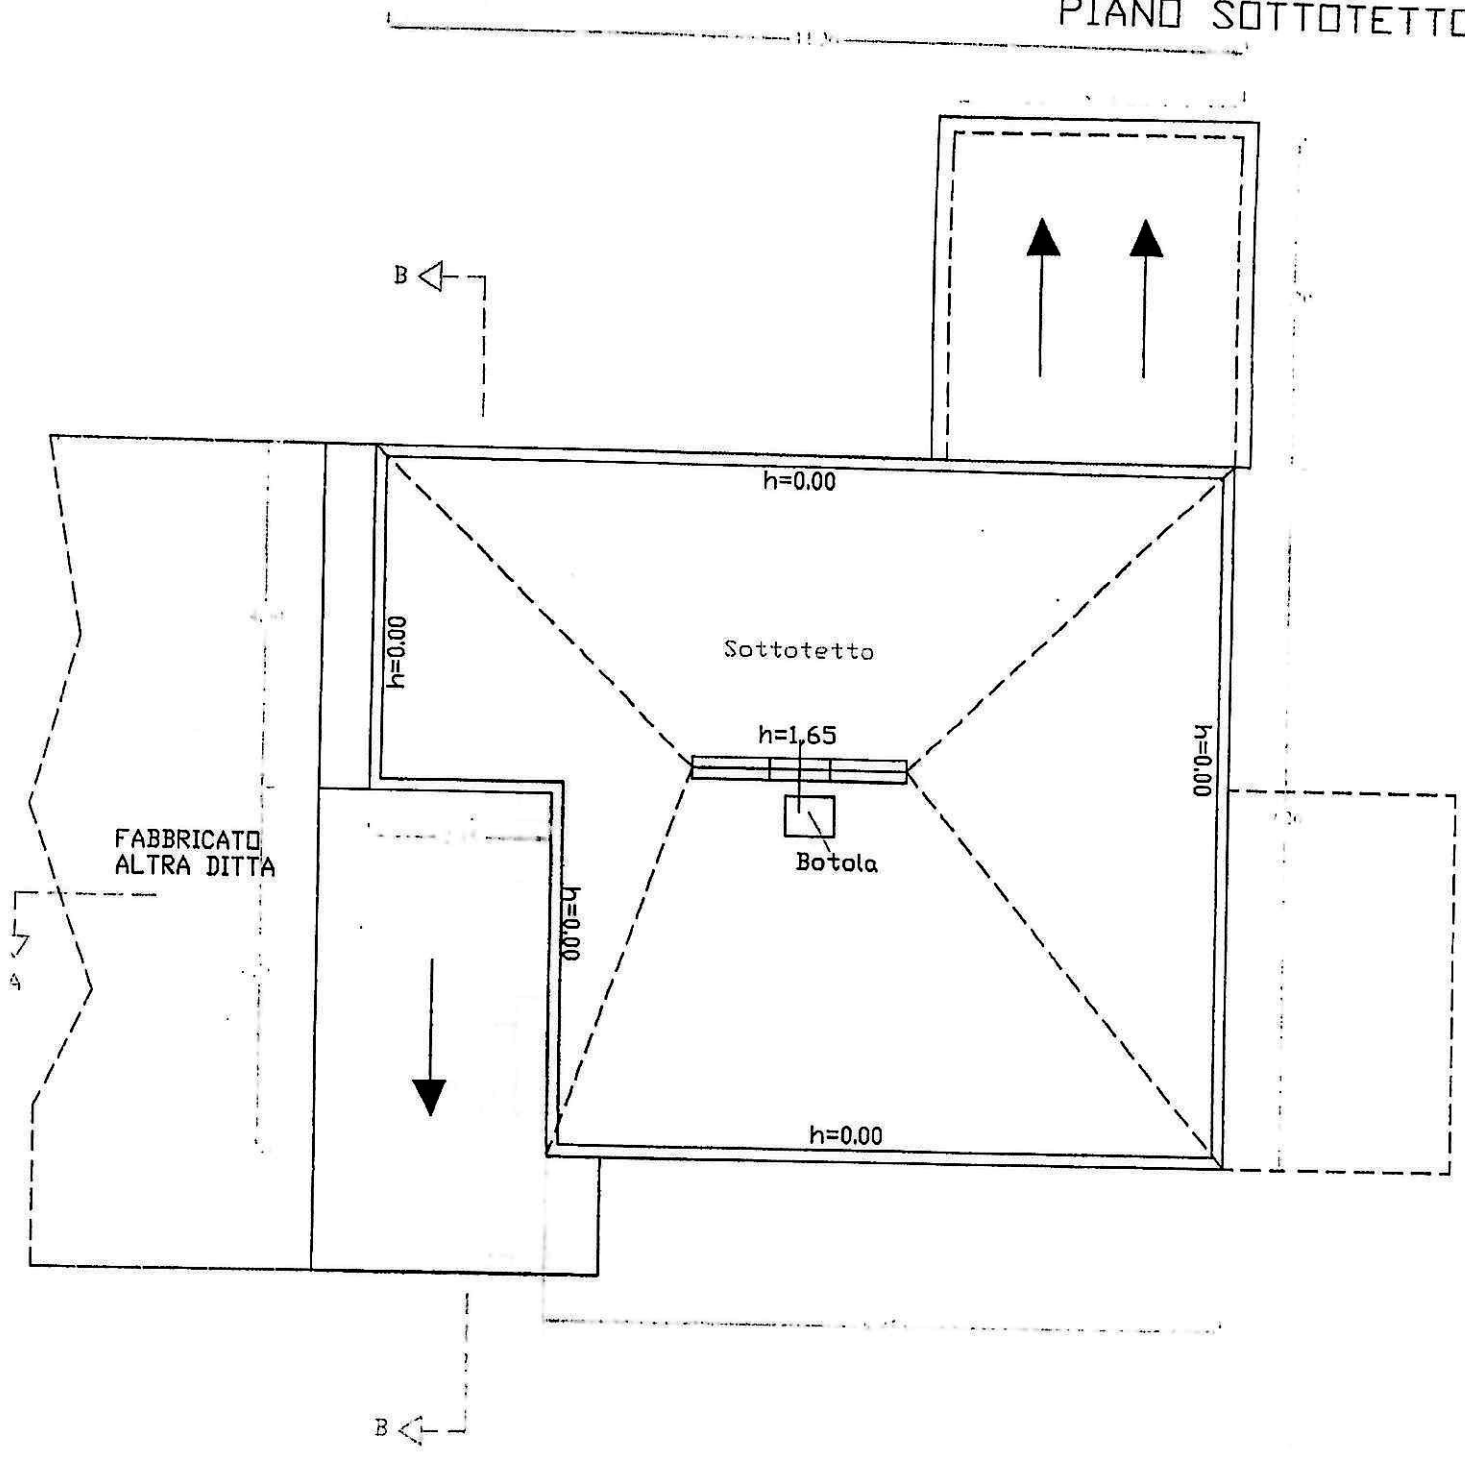 PIANO SOTTOTETTO
B
h=0.00
h=0.00
Sottotetto
h=1,65
h=0.00
Botola
FABBRICATO
ALTRA DITTA
h=0.00
A
h=0.00
B